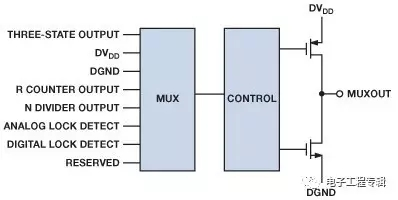 THREE-STATE OUTPUT
DVDD
DGND
R COUNTER OUTPUT
N DIVIDER OUTPUT
ANALOG LOCK DETECT
DIGITAL LOCK DETECT
RESERVED
MUX
CONTROL
DVDD
MUXOUT
DGND
电子工程专辑